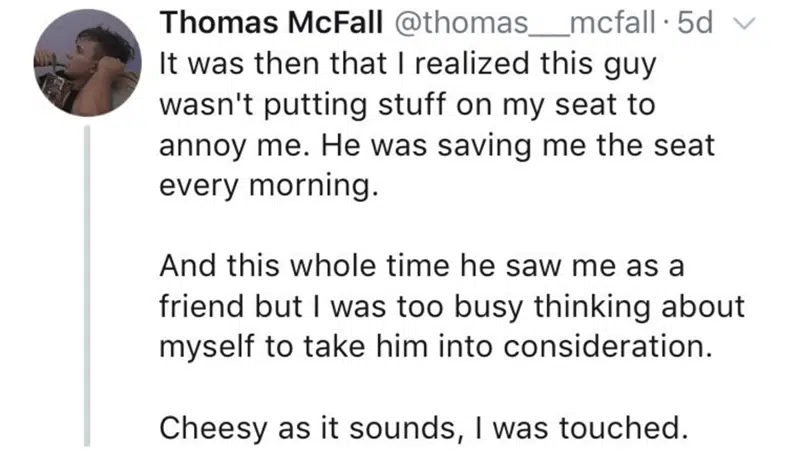 Thomas McFall @thomas__mcfall · 5d
It was then that I realized this guy
wasn't putting stuff on my seat to
annoy me. He was saving me the seat
every morning.
And this whole time he saw me as a
friend but I was too busy thinking about
myself to take him into consideration.
Cheesy as it sounds, I was touched.